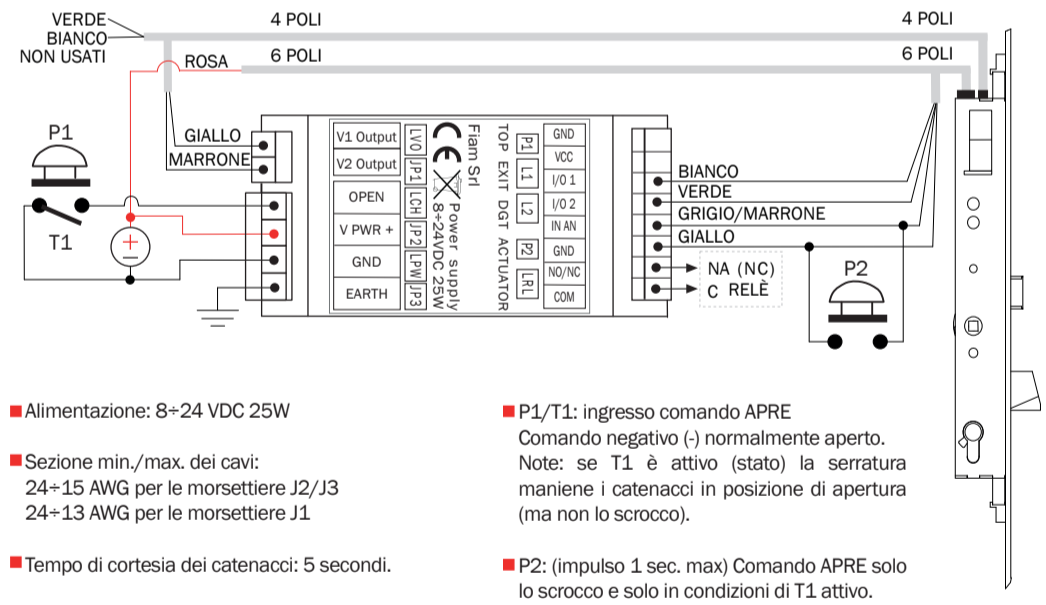 VERDE
BIANCO
NON USATI
4 POLI
4 POLI
6 POLI
6 POLI
ROSA
P1
T1
+
–
GIALLO
MARRONE
V1 Output
V2 Output
OPEN
V PWR +
GND
EARTH
LVO
JP1
LCH
JP2
LPW
JP3
CE
Power supply
8÷24VDC 25W
Fiam Srl
TOP EXIT DGT ACTUATOR
P1
L1
L2
P2
LRL
GND
VCC
I/O 1
I/O 2
IN AN
GND
NO/NC
COM
BIANCO
VERDE
GRIGIO/MARRONE
GIALLO
NA (NC)
C RELÈ
P2
Alimentazione: 8÷24 VDC 25W
Sezione min./max. dei cavi:
24÷15 AWG per le morsettiere J2/J3
24÷13 AWG per le morsettiere J1
Tempo di cortesia dei catenacci: 5 secondi.
P1/T1: ingresso comando APRE
Comando negativo (-) normalmente aperto.
Note: se T1 è attivo (stato) la serratura
maniene i catenacci in posizione di apertura
(ma non lo scrocco).
P2: (impulso 1 sec. max) Comando APRE solo
lo scrocco e solo in condizioni di T1 attivo.